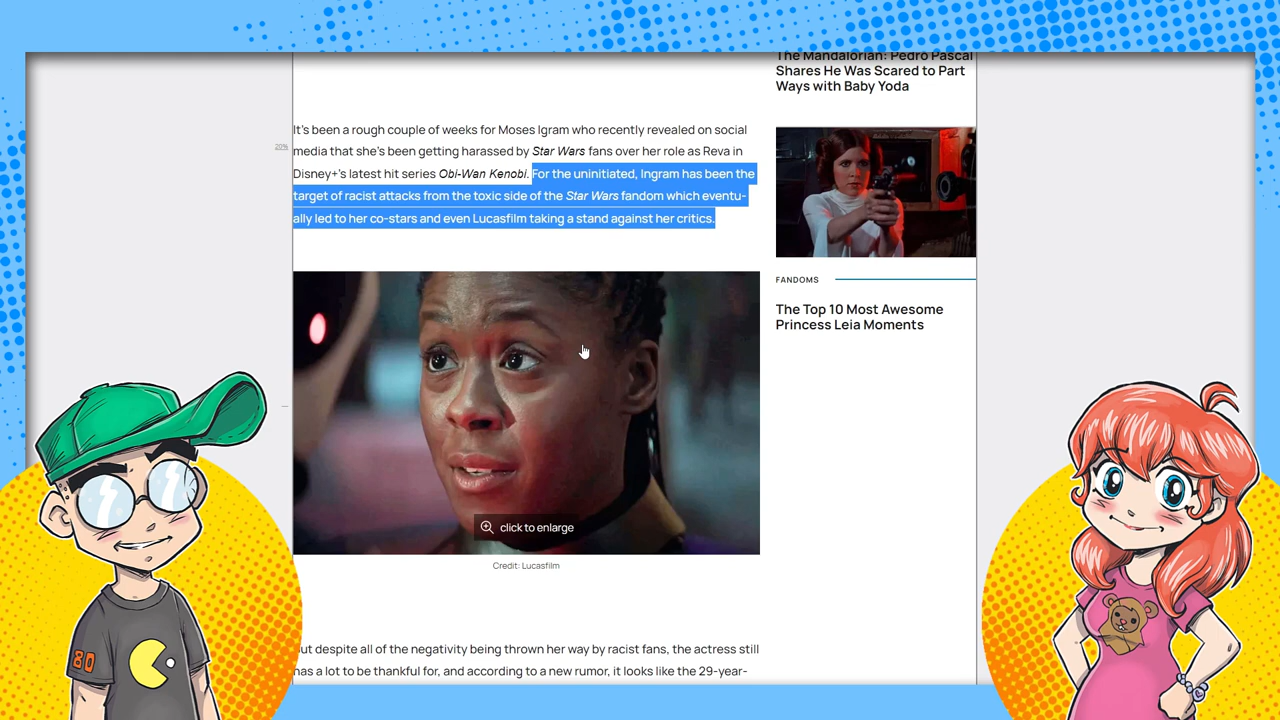 The Mandalorian: Pedro Pascal
Shares He Was Scared to Part
Ways with Baby Yoda
It's been a rough couple of weeks for Moses Igram who recently revealed on social
media that she's been getting harassed by Star Wars fans over her role as Reva in
Disney+'s latest hit series Obi-Wan Kenobi. For the uninitiated, Ingram has been the
target of racist attacks from the toxic side of the Star Wars fandom which eventu-
ally led to her co-stars and even Lucasfilm taking a stand against her critics.
20%
FANDOMS
The Top 10 Most Awesome
Princess Leia Moments
click to enlarge
Credit: Lucasfilm
ut despite all of the negativity being thrown her way by racist fans, the actress still
has a lot to be thankful for, and according to a new rumor, it looks like the 29-year-
80